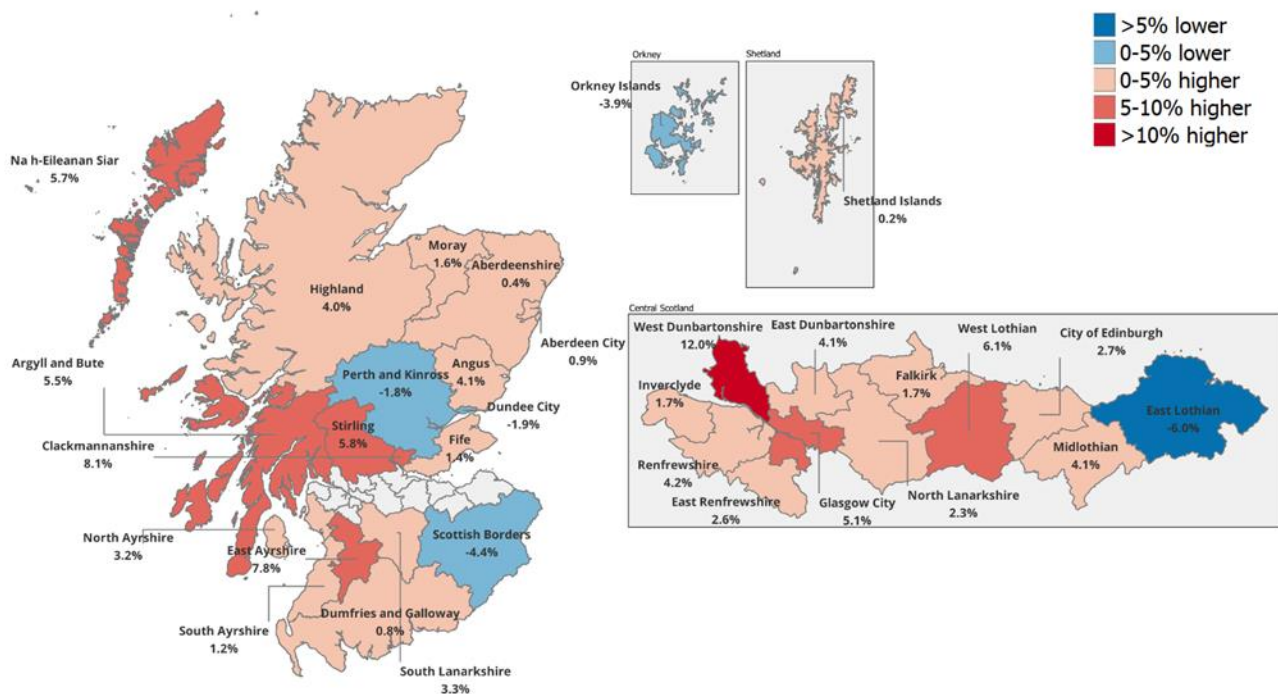 >5% lower
0-5% lower
0-5% higher
5-10% higher
>10% higher
Orkney
Orkney Islands
-3.9%
Shetland
Shetland Islands
0.2%
Na h-Eileanan Siar
5.7%
Moray
1.6%
Aberdeenshire
0.4%
Highland
4.0%
Aberdeen City
0.9%
Argyll and Bute
5.5%
Perth and Kinross
-1.8%
Angus
4.1%
Dundee City
-1.9%
Clackmannanshire
8.1%
Stirling
5.8%
Fife
1.4%
North Ayrshire
3.2%
East Ayrshire
7.8%
Scottish Borders
-4.4%
South Ayrshire
1.2%
Dumfries and Galloway
0.8%
South Lanarkshire
3.3%
Central Scotland
West Dunbartonshire
12.0%
East Dunbartonshire
4.1%
West Lothian
6.1%
City of Edinburgh
2.7%
Inverclyde
1.7%
Falkirk
1.7%
East Lothian
-6.0%
Midlothian
4.1%
Renfrewshire
4.2%
East Renfrewshire
2.6%
Glasgow City
5.1%
North Lanarkshire
2.3%